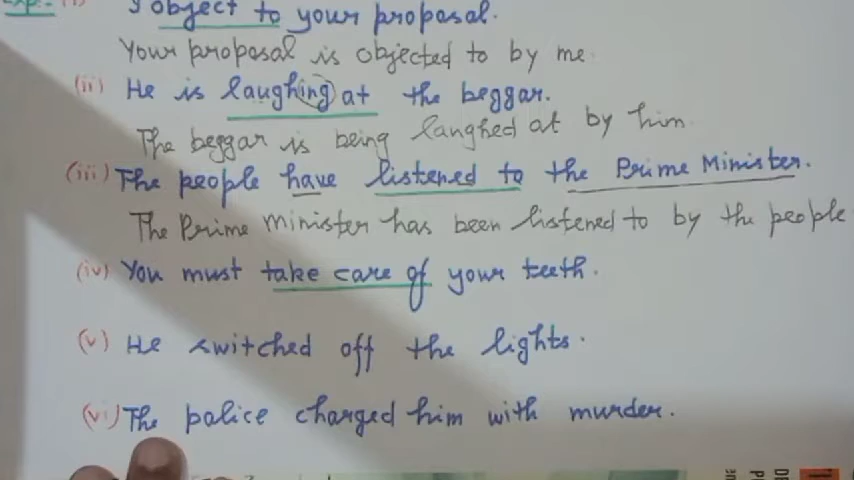 Exp:- (i) I object to your proposal.
Your proposal is objected to by me.
(ii) He is laughing at the beggar.
The beggar is being laughed at by him.
(iii) The people have listened to the Prime Minister.
The Prime Minister has been listened to by the people
(iv) You must take care of your teeth.
(v) He switched off the lights.
(vi) The palice charged him with murder.